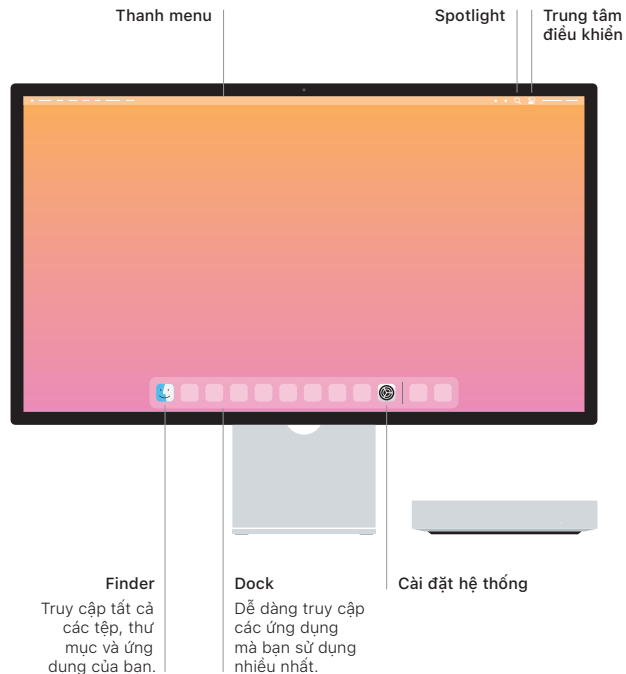 Thanh menu
Spotlight
Trung tâm
điều khiển
Finder
Truy cập tất cả
các tệp, thư
mục và ứng
dụng của bạn.
Dock
Dễ dàng truy cập
các ứng dụng
mà bạn sử dụng
nhiều nhất.
Cài đặt hệ thống